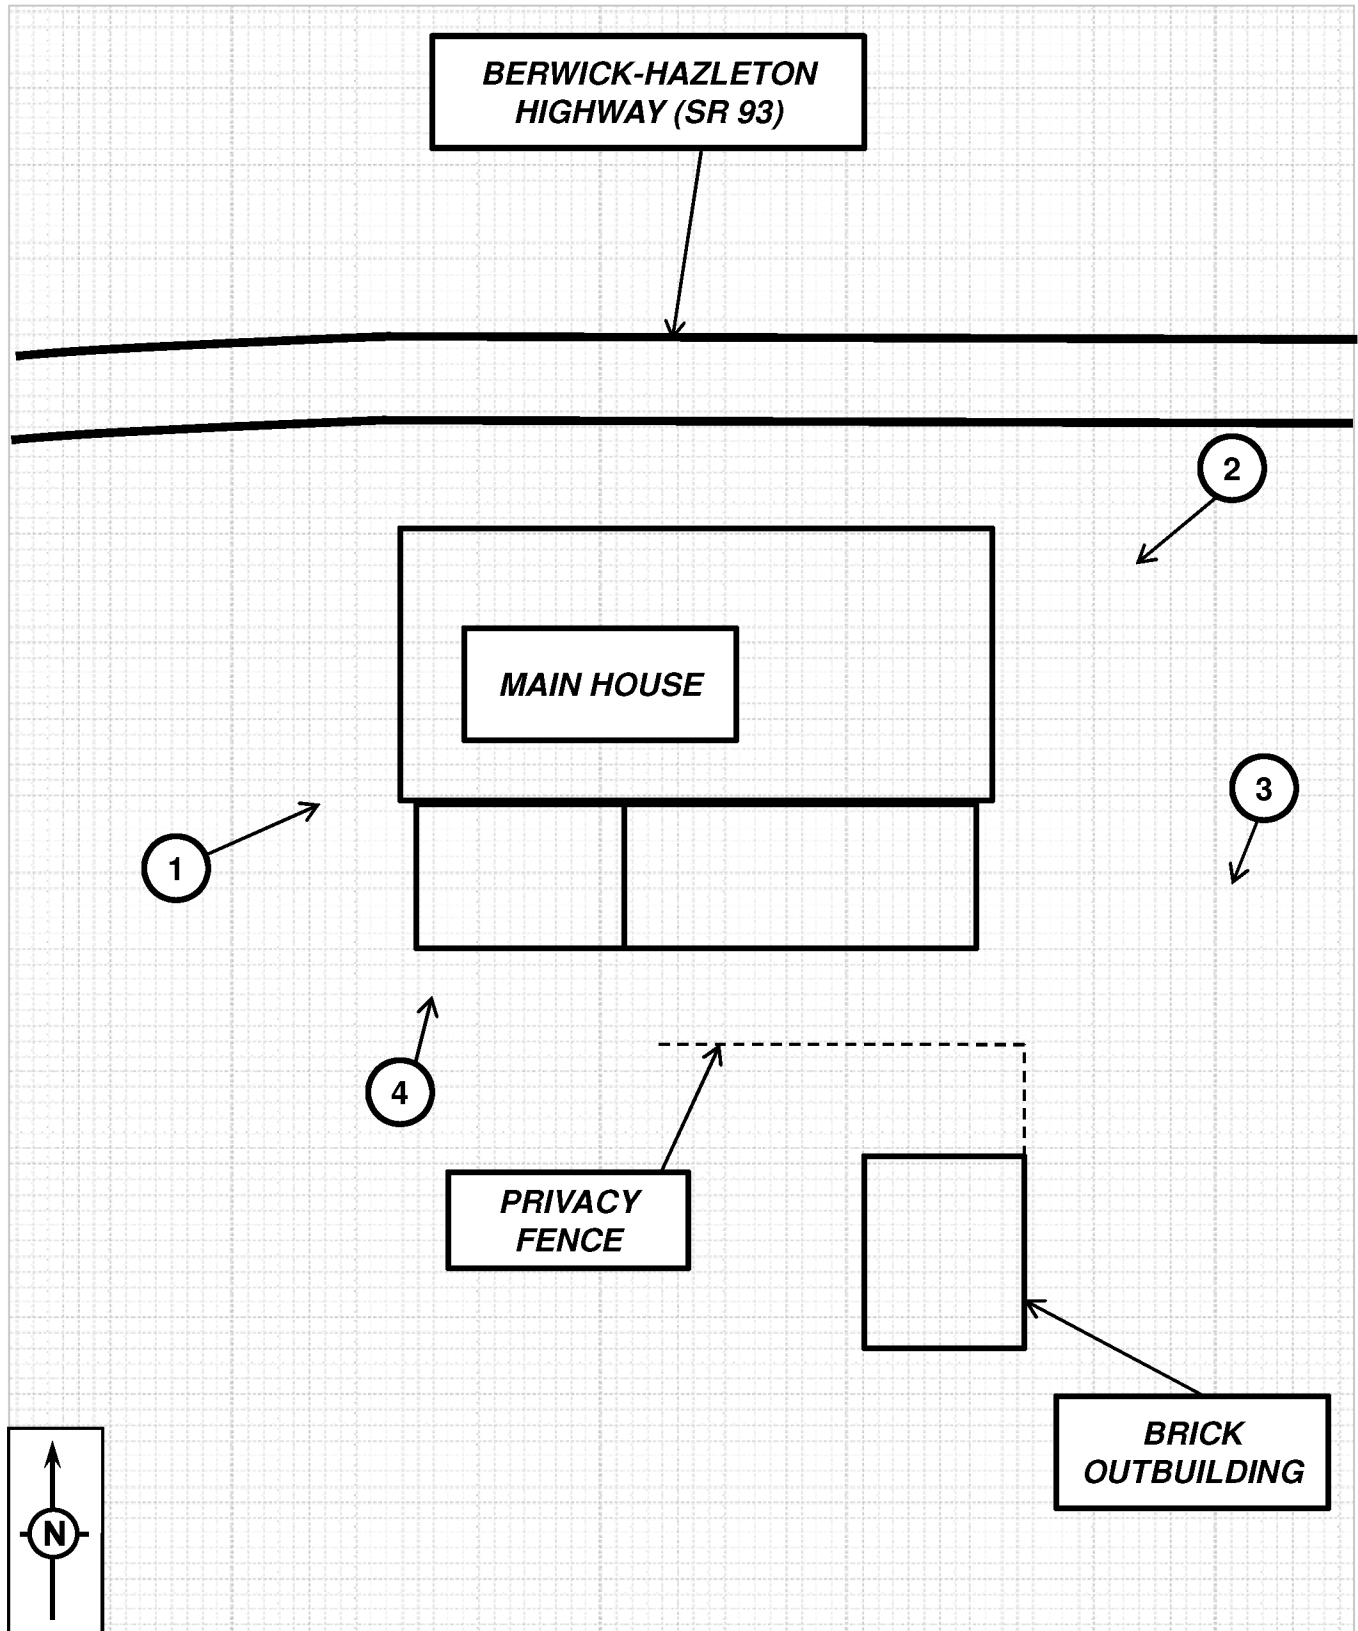 BERWICK-HAZLETON
HIGHWAY (SR 93)
2
MAIN HOUSE
3
1
4
PRIVACY
FENCE
BRICK
OUTBUILDING
N